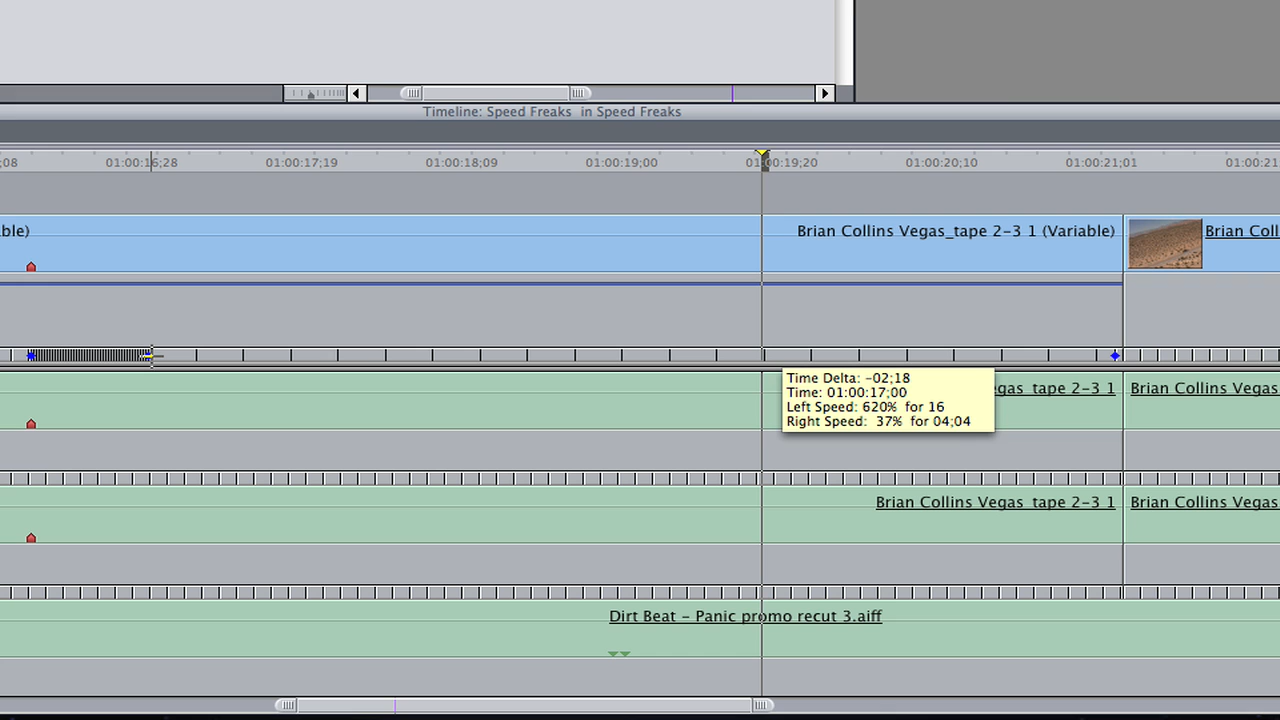 Timeline: Speed Freaks in Speed Freaks
;08 01:00:16;28 01:00:17;19 01:00:18;09 01:00:19;00 01:00:19;20 01:00:20;10 01:00:21;01 01:00:21
ble) Brian Collins Vegas_tape 2-3 1 (Variable) Brian Coll
Time Delta: -02;18
Time: 01:00:17;00
Left Speed: 620% for 16
Right Speed: 37% for 04;04
egas_tape 2-3 1 Brian Collins Vegas
Brian Collins Vegas_tape 2-3 1 Brian Collins Vegas
Dirt Beat - Panic promo recut 3.aiff